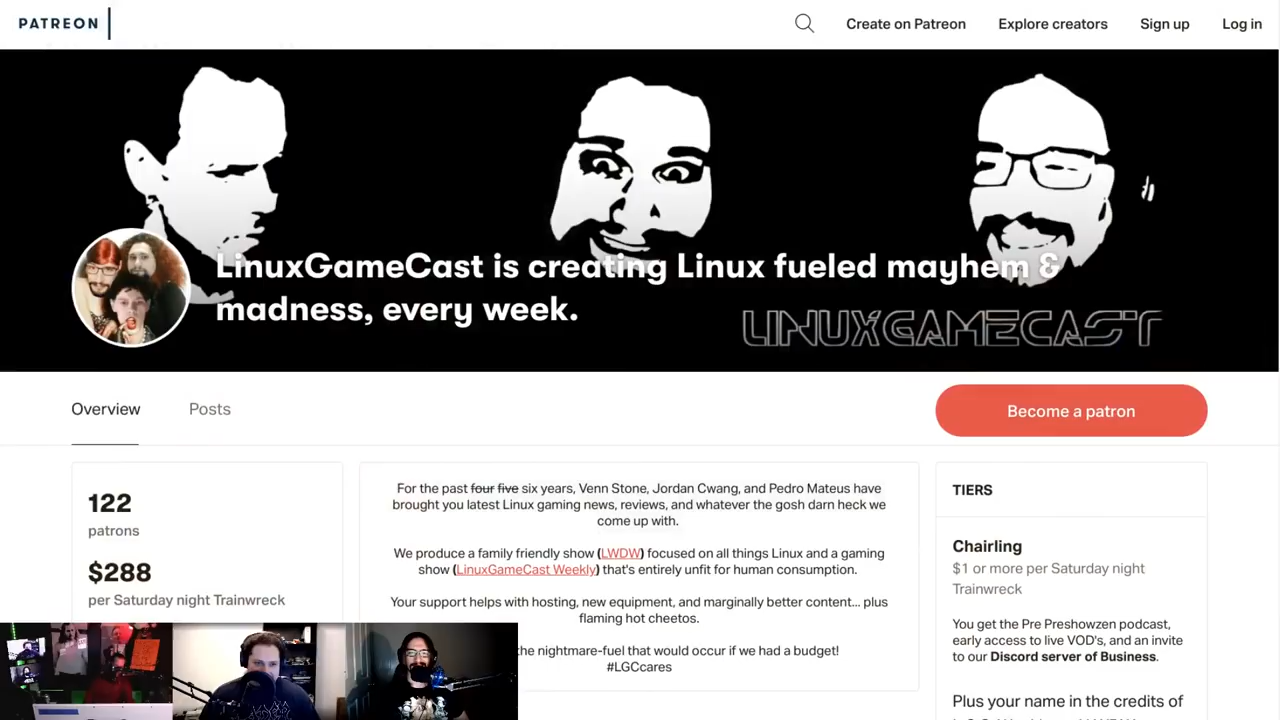 PATREON
Create on Patreon
Explore creators
Sign up
Log in
LinuxGameCast is creating Linux fueled mayhem &
madness, every week.
LINUXGAMECAST
Overview
Posts
Become a patron
122
patrons
$288
per Saturday night Trainwreck
For the past four five six years, Venn Stone, Jordan Cwang, and Pedro Mateus have
brought you latest Linux gaming news, reviews, and whatever the gosh darn heck we
come up with.
We produce a family friendly show (LWDW) focused on all things Linux and a gaming
show (LinuxGameCast Weekly) that's entirely unfit for human consumption.
Your support helps with hosting, new equipment, and marginally better content... plus
flaming hot cheetos.
the nightmare-fuel that would occur if we had a budget!
#LGCcares
TIERS
Chairling
$1 or more per Saturday night
Trainwreck
You get the Pre Preshowzen podcast,
early access to live VOD's, and an invite
to our Discord server of Business.
Plus your name in the credits of